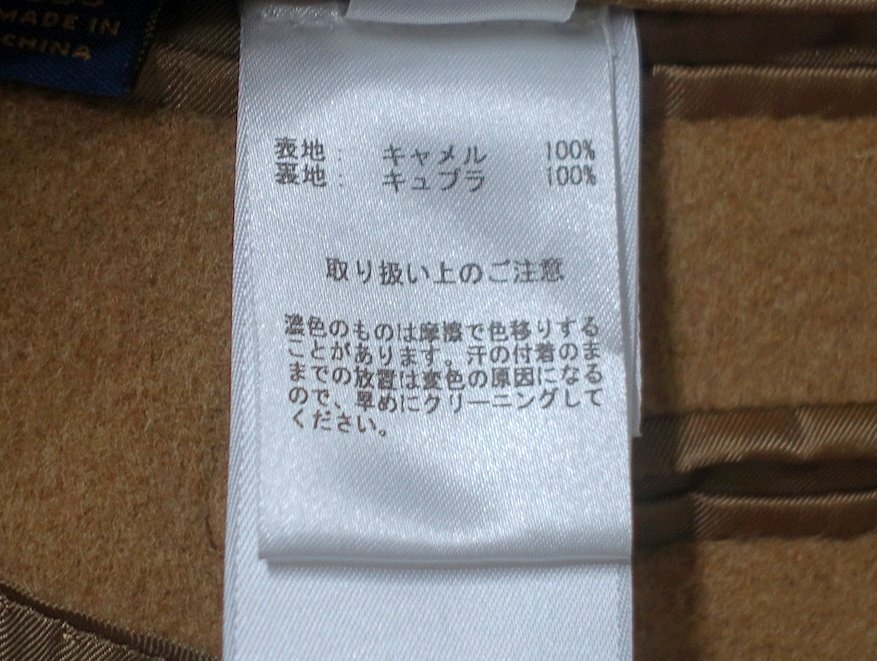 MADE IN
CHINA
表地: キャメル 100%
裏地: キュプラ 100%
取り扱い上のご注意
濃色のものは摩擦で色移りする
ことがあります。汗の付着のま
までの放置は変色の原因になる
ので、早めにクリーニングして
ください。